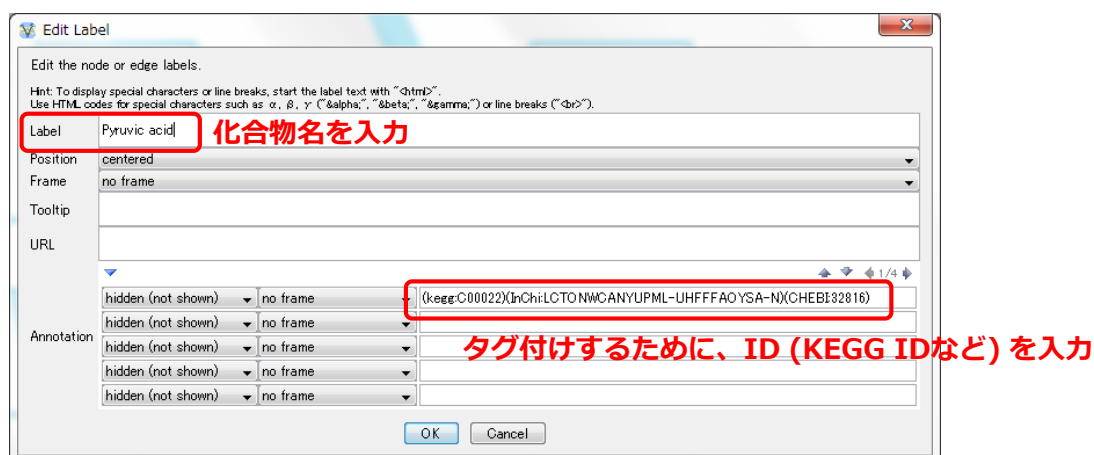 Edit Label
Edit the node or edge labels.
Hint: To display special characters or line breaks, start the label text with "<html>".
Use HTML codes for special characters such as α, β, γ ("&alpha;", "&beta;", "&gamma;") or line breaks ("<br>").
Label Pyruvic acid 化合物名を入力
Position centered
Frame no frame
Tooltip
URL
1/4
hidden (not shown) no frame (kegg:C00022)(InChi:LCTONWCANYUPML-UHFFFAOYSA-N)(CHEBI:32816)
hidden (not shown) no frame
Annotation hidden (not shown) no frame タグ付けするために、ID (KEGG IDなど) を入力
hidden (not shown) no frame
hidden (not shown) no frame
OK Cancel